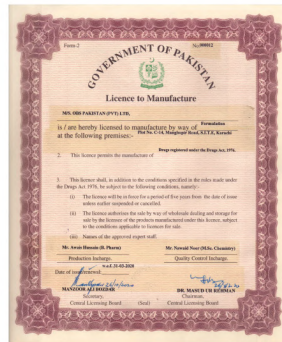 Form-2
No.000812
GOVERNMENT OF PAKISTAN
Licence to Manufacture
M/S. OBS PAKISTAN (PVT) LTD,
is / are hereby licensed to manufacture by way of Formulation
at the following premises:- Plot No. C-14, Manghopir Road, S.I.T.E, Karachi
Drugs registered under the Drugs Act, 1976.
2. This licence permits the manufacture of
3. This licence shall, in addition to the conditions specified in the rules made under
the Drugs Act 1976, be subject to the following conditions, namely:-
(i) The licence will be in force for a period of five years from the date of issue
unless earlier suspended or cancelled.
(ii) The licence authorises the sale by way of wholesale dealing and storage for
sale by the licensee of the products manufactured under this licence, subject
to the conditions applicable to licences for sale.
(iii) Names of the approved expert staff.
Mr. Awais Hussain (B. Pharm)
Mr. Nawaid Noor (M.Sc. Chemistry)
Production Incharge.
Quality Control Incharge.
w.e.f. 31-03-2020
Date of issue/renewal:
MANZOOR ALI BOZDAR
DR. MASUD UR REHMAN
Secretary,
Chairman,
Central Licensing Board
(Seal)
Central Licensing Board